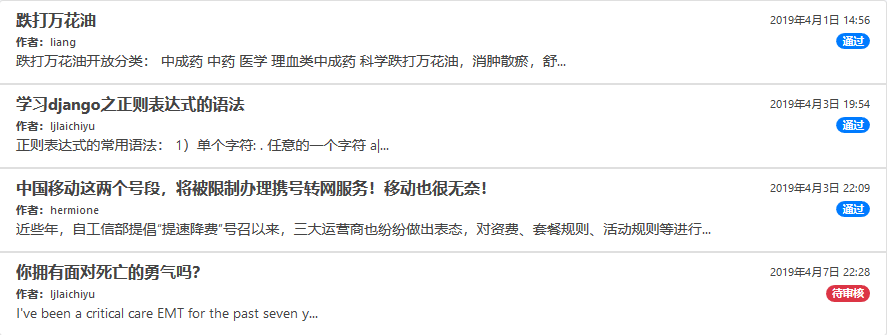 跌打万花油 2019年4月1日 14:56
作者：liang 通过
跌打万花油开放分类： 中成药 中药 医学 理血类中成药 科学跌打万花油，消肿散瘀，舒...
学习django之正则表达式的语法 2019年4月3日 19:54
作者：ljlaichiyu 通过
正则表达式的常用语法： 1）单个字符: . 任意的一个字符 a|...
中国移动这两个号段，将被限制办理携号转网服务！移动也很无奈！ 2019年4月3日 22:09
作者：hermione 通过
近些年，自工信部提倡“提速降费”号召以来，三大运营商也纷纷做出表态，对资费、套餐规则、活动规则等进行...
你拥有面对死亡的勇气吗? 2019年4月7日 22:28
作者：ljlaichiyu 待审核
I've been a critical care EMT for the past seven y...